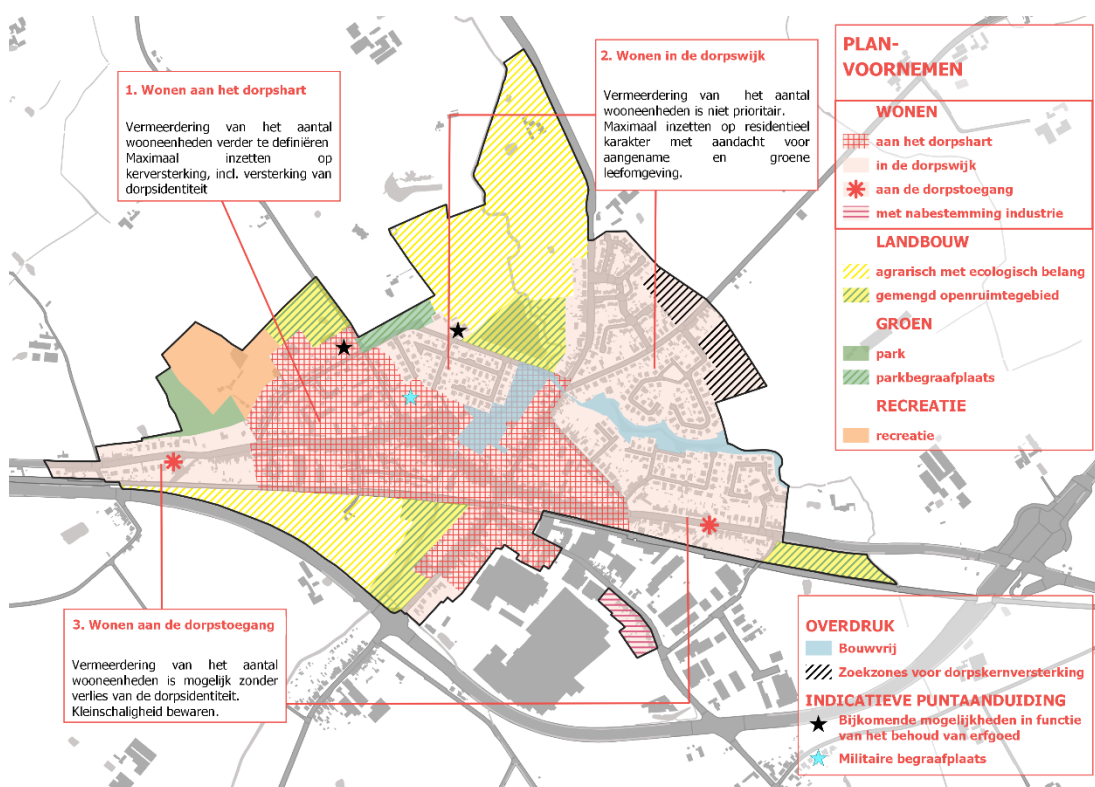 1. Wonen aan het dorpshart
Vermeerdering van het aantal
wooneenheden verder te definiëren
Maximaal inzetten op
kerversterking, incl. versterking van
dorpsidentiteit
2. Wonen in de dorpswijk
Vermeerdering van het aantal
wooneenheden is niet prioritair.
Maximaal inzetten op residentieel
karakter met aandacht voor
aangename en groene
leefomgeving.
3. Wonen aan de dorpstoegang
Vermeerdering van het aantal
wooneenheden is mogelijk zonder
verlies van de dorpsidentiteit.
Kleinschaligheid bewaren.
PLAN-
VOORNEMEN
WONEN
aan het dorpshart
in de dorpswijk
aan de dorpstoegang
met nabestemming industrie
LANDBOUW
agrarisch met ecologisch belang
gemengd openruimtegebied
GROEN
park
parkbegraafplaats
RECREATIE
recreatie
OVERDRUK
Bouwvrij
Zoekzones voor dorpskernversterking
INDICATIEVE PUNTAANDUIDING
Bijkomende mogelijkheden in functie
van het behoud van erfgoed
Militaire begraafplaats